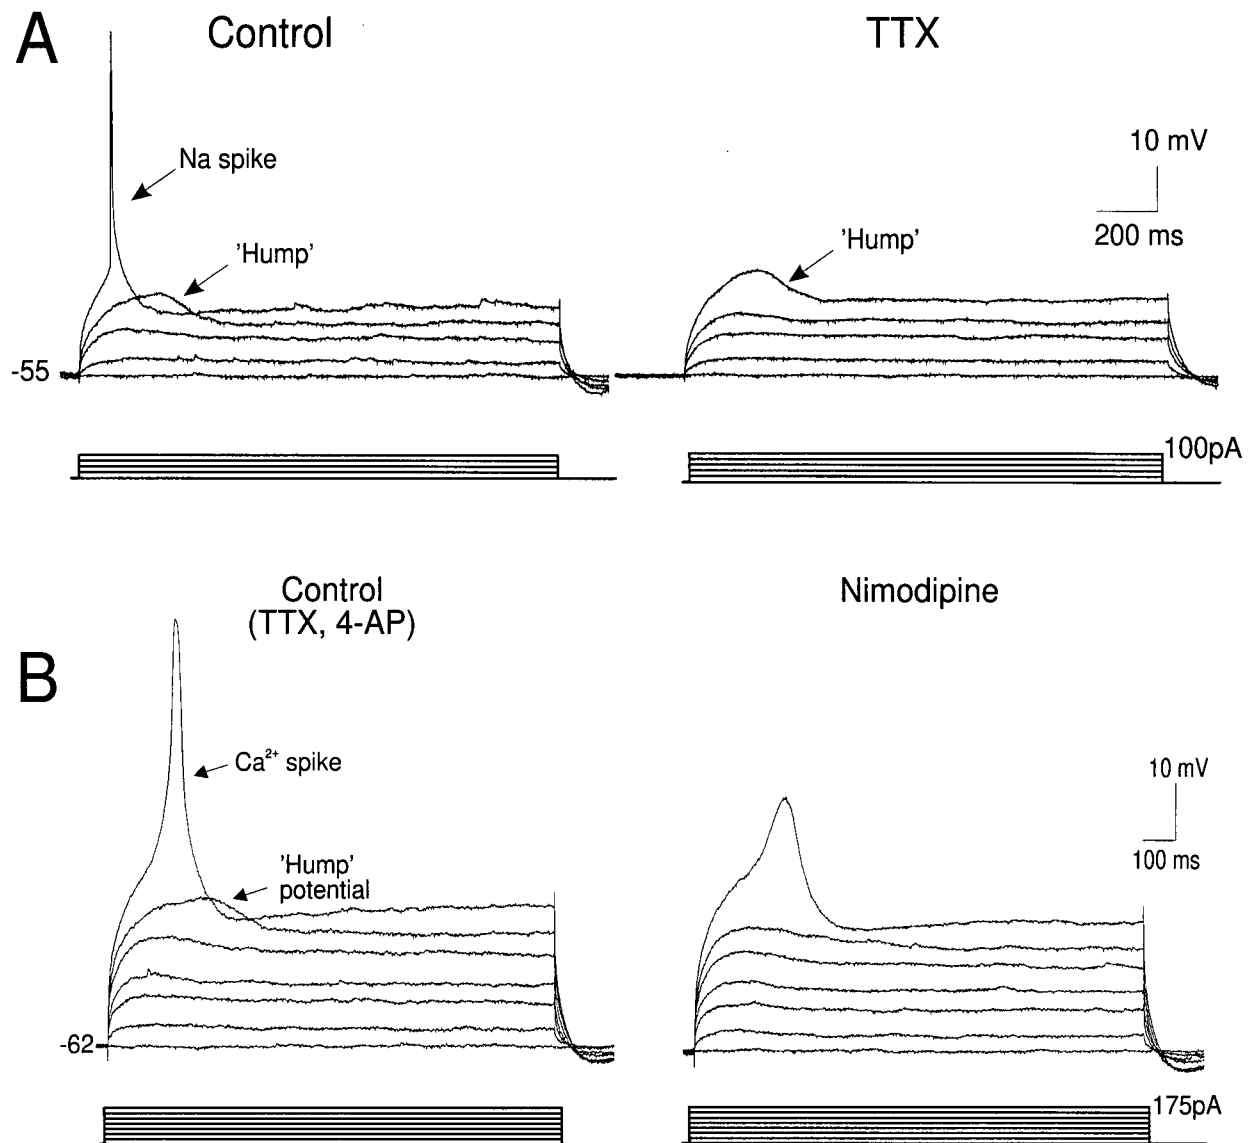 A
Control
TTX
Na spike
'Hump'
'Hump'
10 mV
200 ms
-55
100pA
Control
(TTX, 4-AP)
Nimodipine
B
Ca²⁺ spike
'Hump'
potential
10 mV
100 ms
-62
175pA